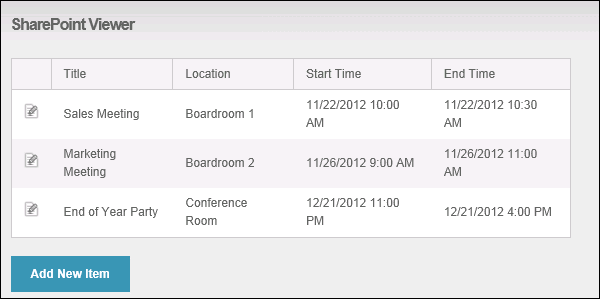 SharePoint Viewer
Title Location Start Time End Time
Sales Meeting Boardroom 1 11/22/2012 10:00 AM 11/22/2012 10:30 AM
Marketing Meeting Boardroom 2 11/26/2012 9:00 AM 11/26/2012 11:00 AM
End of Year Party Conference Room 12/21/2012 11:00 PM 12/21/2012 4:00 PM
Add New Item